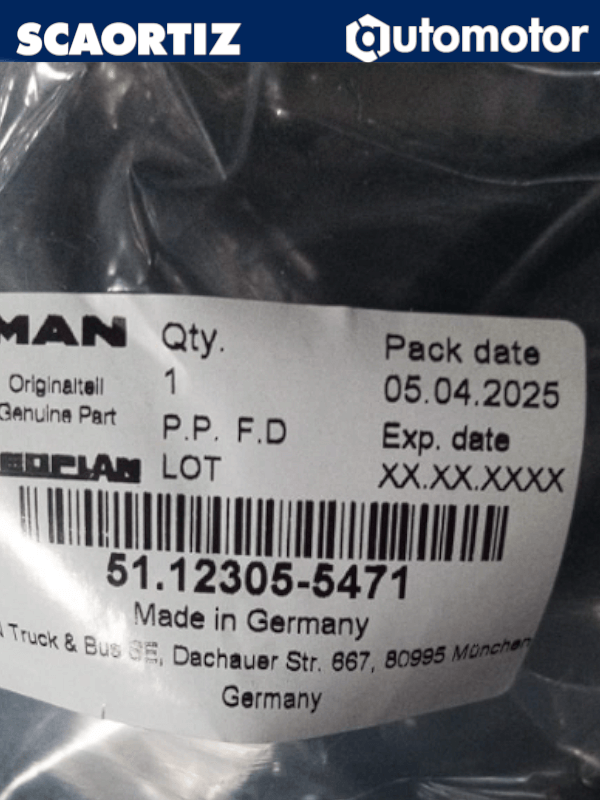 SCAORTIZ
automotor
MAN
Qty.
Pack date
Originalteil
1
05.04.2025
Genuine Part
P.P. F.D
Exp. date
LOT
XX.XX.XXXX
51.12305-5471
Made in Germany
Truck & Bus SE, Dachauer Str. 667, 80995 München
Germany